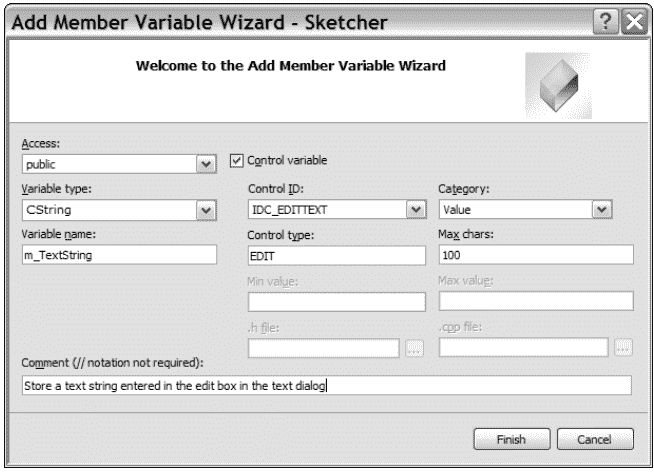 Add Member Variable Wizard - Sketcher
Welcome to the Add Member Variable Wizard
Access:
public
Control variable
Variable type:
Control ID:
Category:
CString
IDC_EDITTEXT
Value
Variable name:
Control type:
Max chars:
m_TextString
EDIT
100
Min value:
Max value:
.h file:
.cpp file:
...
...
Comment (// notation not required):
Store a text string entered in the edit box in the text dialog
Finish
Cancel